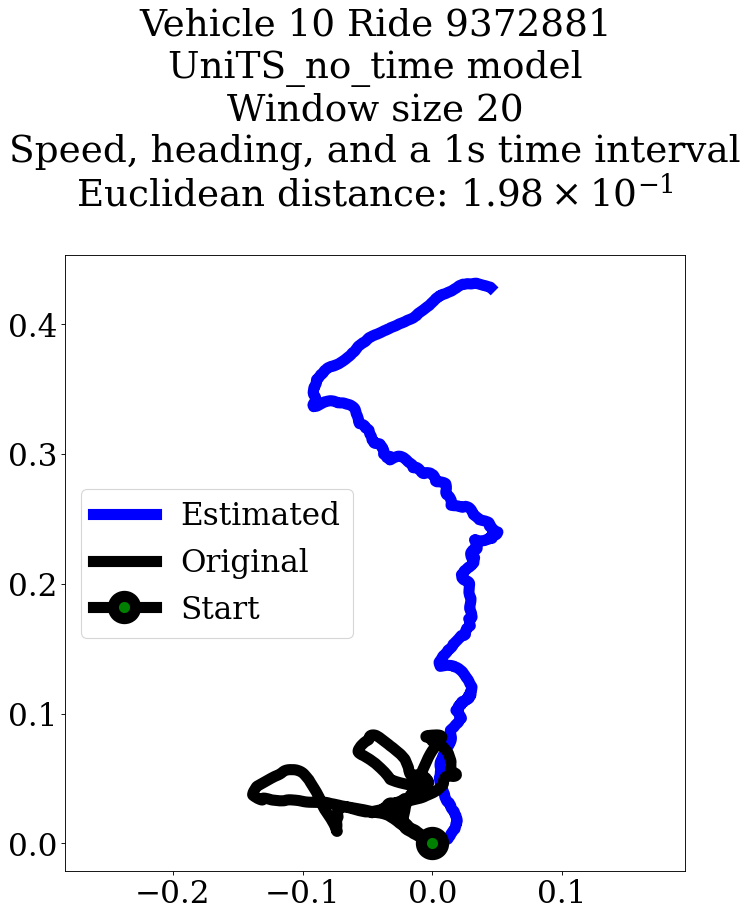 Vehicle 10 Ride 9372881
UniTS_no_time model
Window size 20
Speed, heading, and a 1s time interval
Euclidean distance: 1.98 × 10⁻¹
0.4
0.3
0.2
0.1
0.0
Estimated
Original
Start
−0.2 −0.1 0.0 0.1